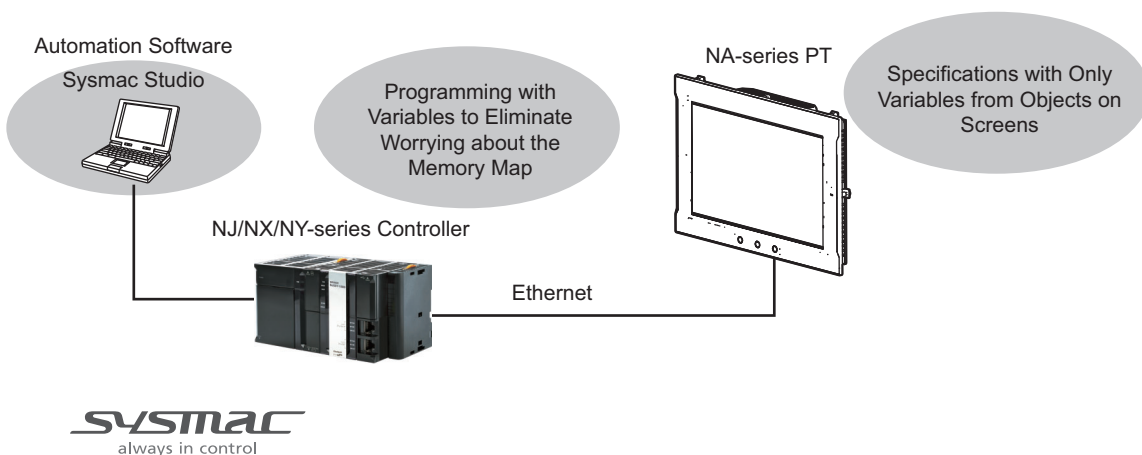 Automation Software
Sysmac Studio
Programming with
Variables to Eliminate
Worrying about the
Memory Map
NA-series PT
Specifications with Only
Variables from Objects on
Screens
NJ/NX/NY-series Controller
Ethernet
sysmac
always in control